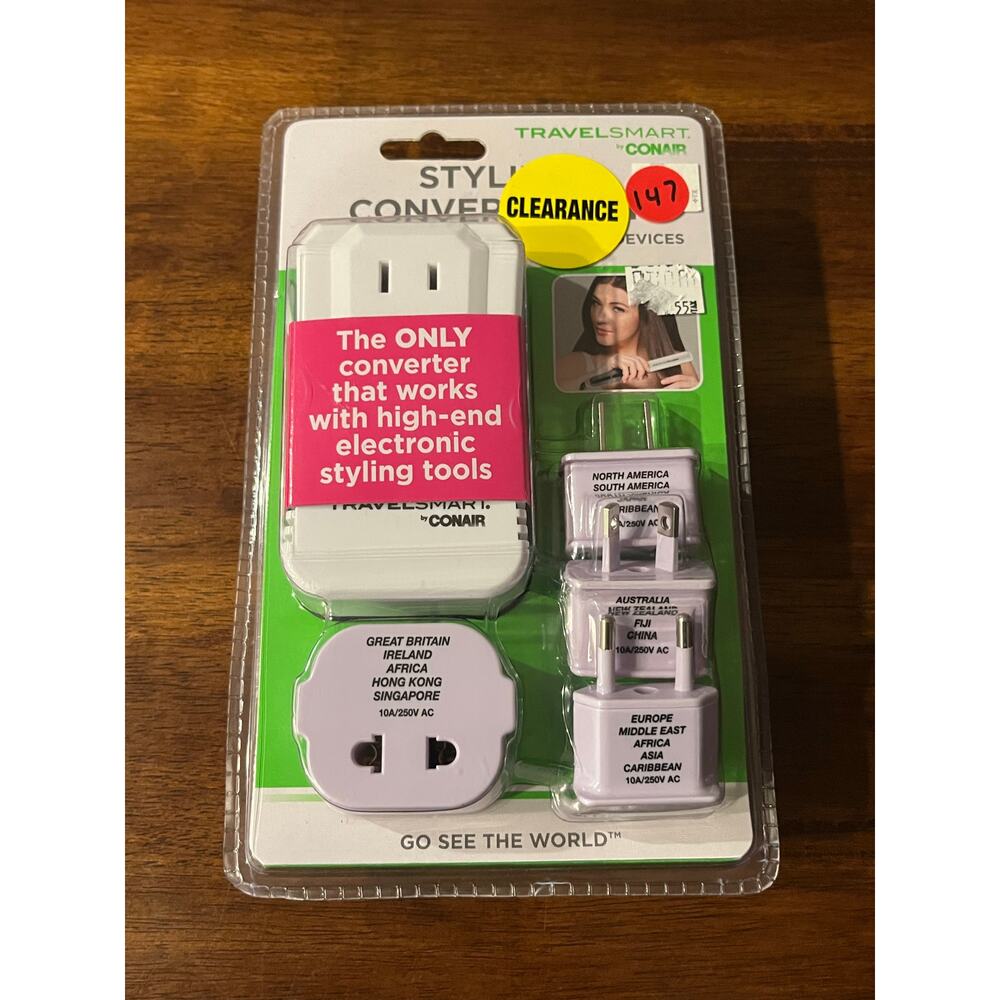 TRAVELSMART.
by CONAIR
STYLI
CONVER
CLEARANCE
147
EVICES
55
The ONLY
converter
that works
with high-end
electronic
styling tools
TRAVELSMART.
by CONAIR
NORTH AMERICA
SOUTH AMERICA
RIBBEAN
A/250V AC
AUSTRALIA
NEW ZEALAND
FIJI
CHINA
10A/250V AC
GREAT BRITAIN
IRELAND
AFRICA
HONG KONG
SINGAPORE
10A/250V AC
EUROPE
MIDDLE EAST
AFRICA
ASIA
CARIBBEAN
10A/250V AC
GO SEE THE WORLD™